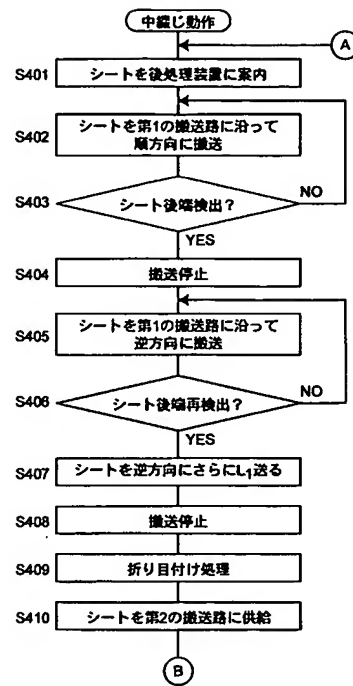 中綴じ動作
A
S401 シートを後処理装置に案内
S402 シートを第1の搬送路に沿って
順方向に搬送
S403 シート後端検出？ NO
YES
S404 搬送停止
S405 シートを第1の搬送路に沿って
逆方向に搬送
S406 シート後端再検出？ NO
YES
S407 シートを逆方向にさらにL1送る
S408 搬送停止
S409 折り目付け処理
S410 シートを第2の搬送路に供給
B